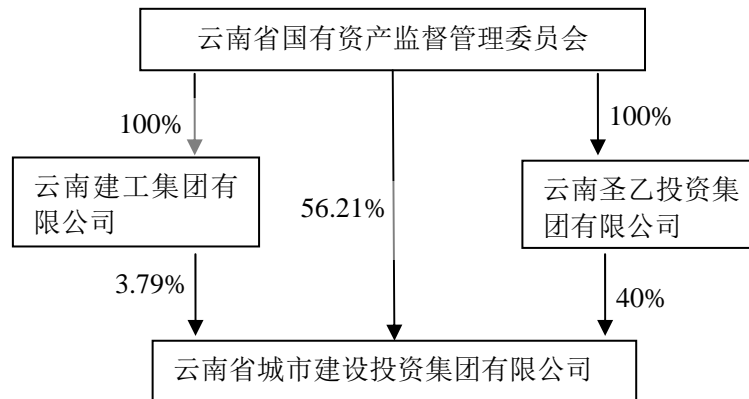 云南省国有资产监督管理委员会
100%
100%
云南建工集团有
限公司
56.21%
云南圣乙投资集
团有限公司
3.79%
40%
云南省城市建设投资集团有限公司